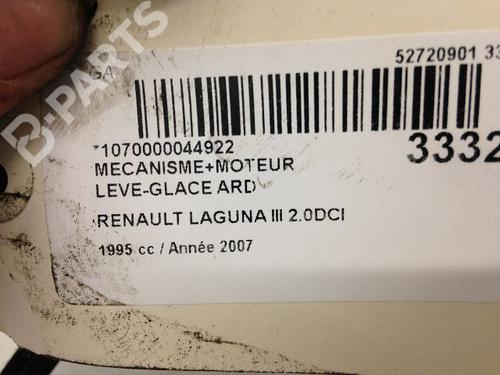 52720901 33
GA
*1070000044922
3332
MECANISME+MOTEUR
LEVE-GLACE ARD
RENAULT LAGUNA III 2.0DCI
1995 cc / Année 2007
B-PARTS